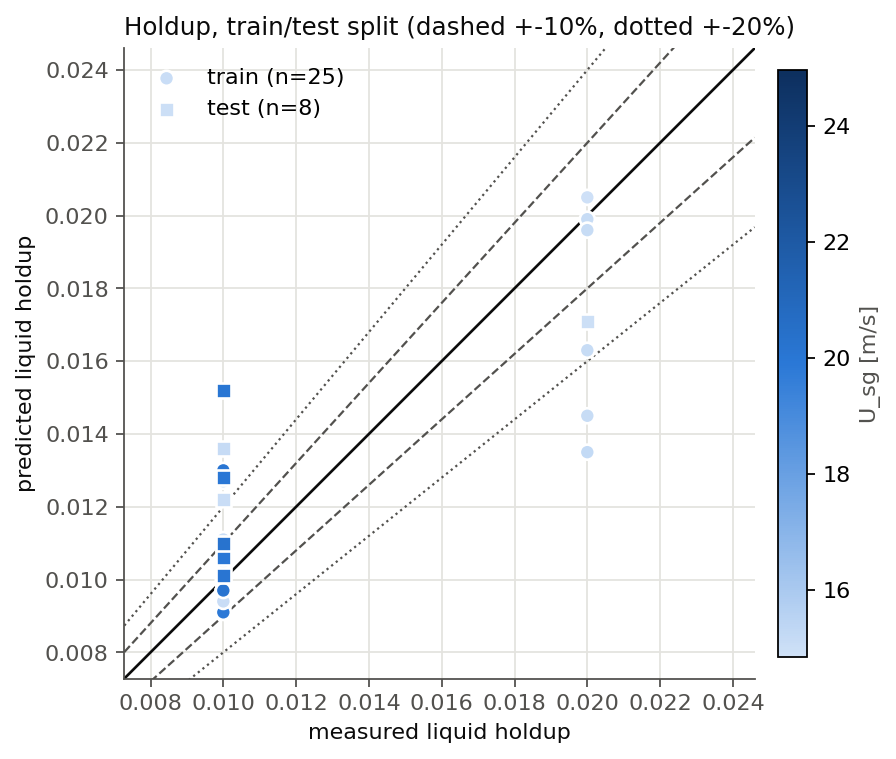 Holdup, train/test split (dashed +-10%, dotted +-20%)
train (n=25)
test (n=8)
0.024
0.022
0.020
0.018
0.016
0.014
0.012
0.010
0.008
predicted liquid holdup
0.008 0.010 0.012 0.014 0.016 0.018 0.020 0.022 0.024
measured liquid holdup
24
22
20
18
16
U_sg [m/s]